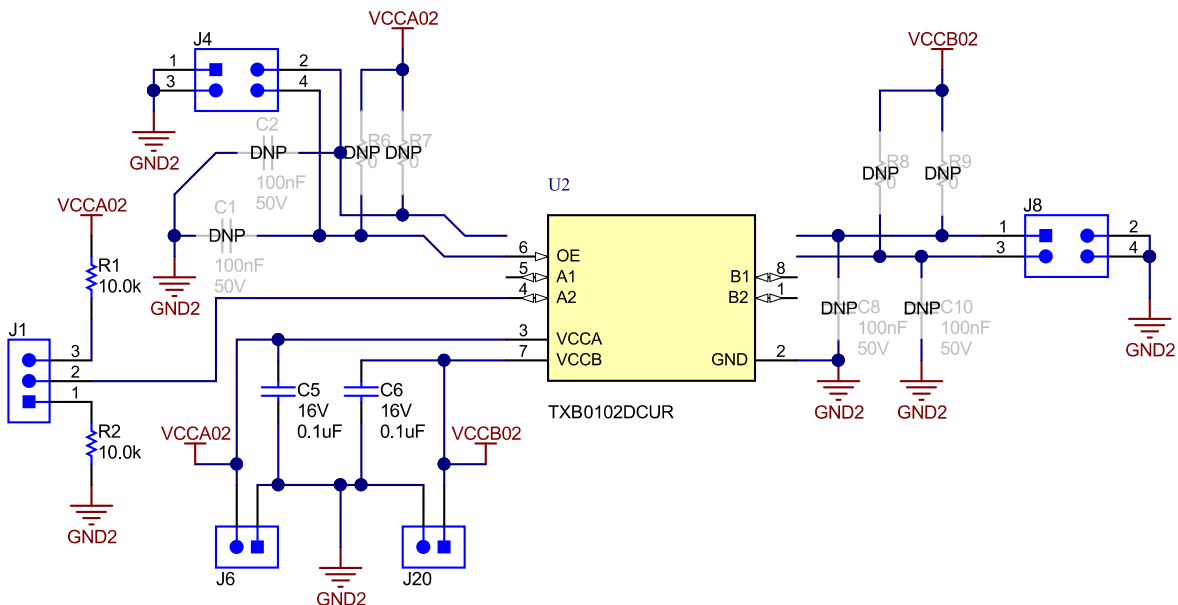 VCCA02
J4
1
2
3
4
GND2
VCCB02
C2
DNP
100nF
50V
R6
DNP
0
R7
DNP
0
R8
DNP
0
R9
DNP
0
U2
VCCA02
C1
DNP
100nF
50V
GND2
J8
1
2
3
4
R1
10.0k
6
OE
5
A1
4
A2
3
VCCA
7
VCCB
B1
8
B2
1
GND
2
TXB0102DCUR
DNP
C8
100nF
50V
DNP
C10
100nF
50V
GND2
GND2
GND2
J1
3
2
1
R2
10.0k
GND2
C5
16V
0.1uF
C6
16V
0.1uF
VCCA02
VCCB02
J6
GND2
J20